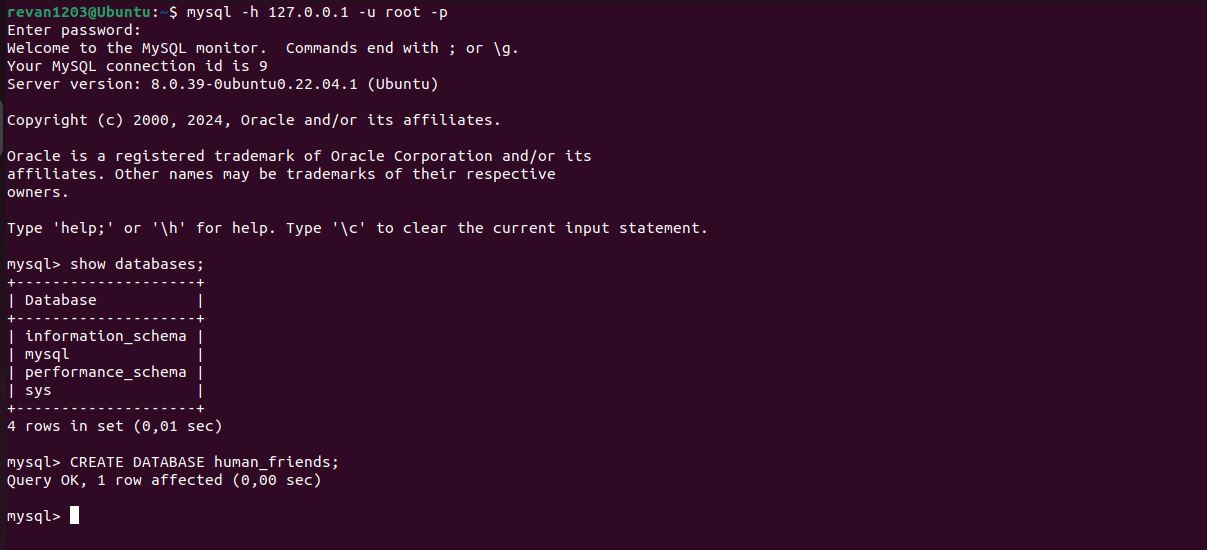 revan1203@Ubuntu:~$ mysql -h 127.0.0.1 -u root -p
Enter password:
Welcome to the MySQL monitor.  Commands end with ; or \g.
Your MySQL connection id is 9
Server version: 8.0.39-0ubuntu0.22.04.1 (Ubuntu)

Copyright (c) 2000, 2024, Oracle and/or its affiliates.

Oracle is a registered trademark of Oracle Corporation and/or its
affiliates. Other names may be trademarks of their respective
owners.

Type 'help;' or '\h' for help. Type '\c' to clear the current input statement.

mysql> show databases;
+--------------------+
| Database           |
+--------------------+
| information_schema |
| mysql              |
| performance_schema |
| sys                |
+--------------------+
4 rows in set (0,01 sec)

mysql> CREATE DATABASE human_friends;
Query OK, 1 row affected (0,00 sec)

mysql>